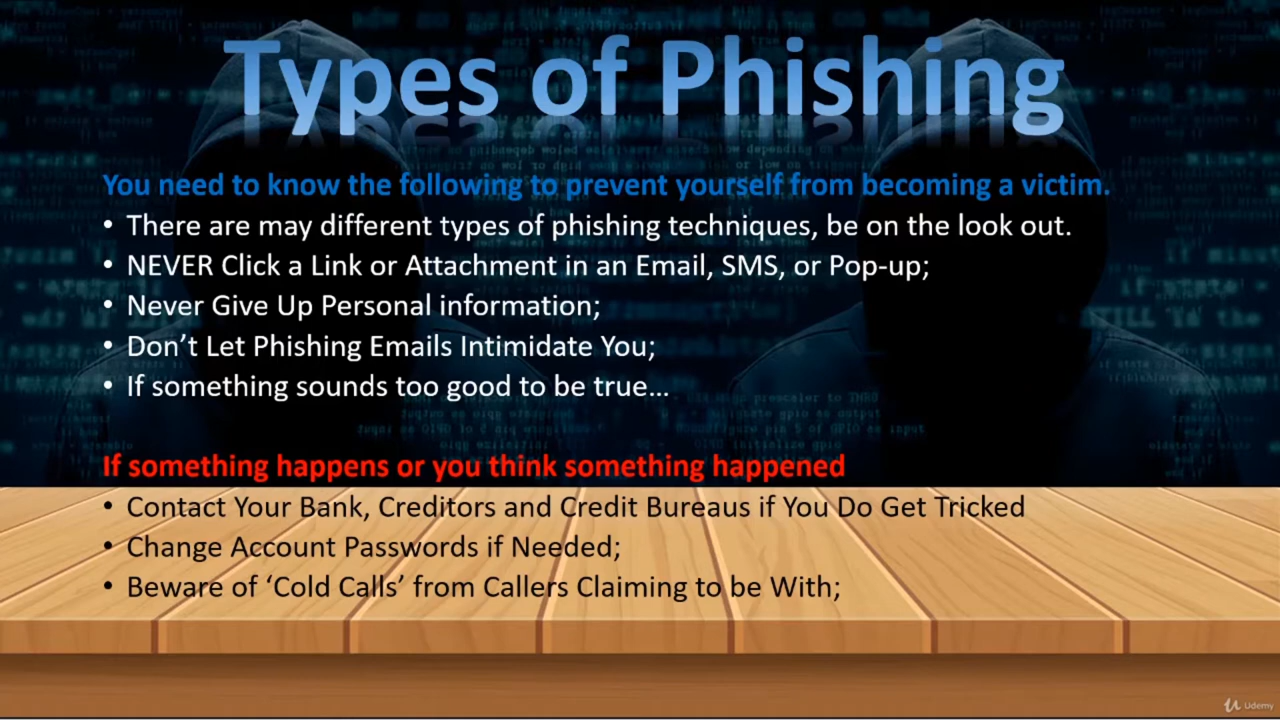 Types of Phishing
You need to know the following to prevent yourself from becoming a victim.
• There are may different types of phishing techniques, be on the look out.
• NEVER Click a Link or Attachment in an Email, SMS, or Pop-up;
• Never Give Up Personal information;
• Don’t Let Phishing Emails Intimidate You;
• If something sounds too good to be true…
If something happens or you think something happened
• Contact Your Bank, Creditors and Credit Bureaus if You Do Get Tricked
• Change Account Passwords if Needed;
• Beware of ‘Cold Calls’ from Callers Claiming to be With;
Udemy